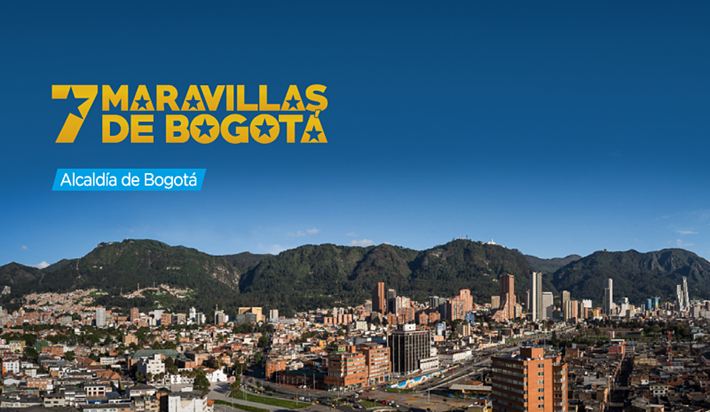 7 MARAVILLAS
DE BOGOTÁ
Alcaldía de Bogotá